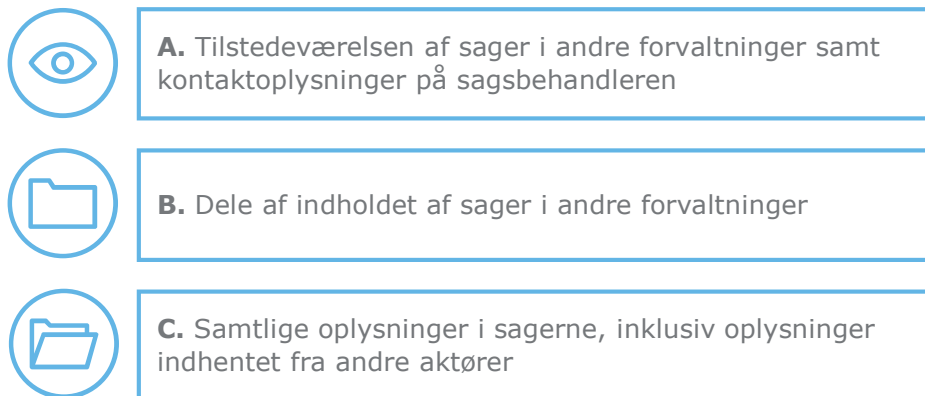 A. Tilstedeværelsen af sager i andre forvaltninger samt
kontaktoplysninger på sagsbehandleren
B. Dele af indholdet af sager i andre forvaltninger
C. Samtlige oplysninger i sagerne, inklusiv oplysninger
indhentet fra andre aktører